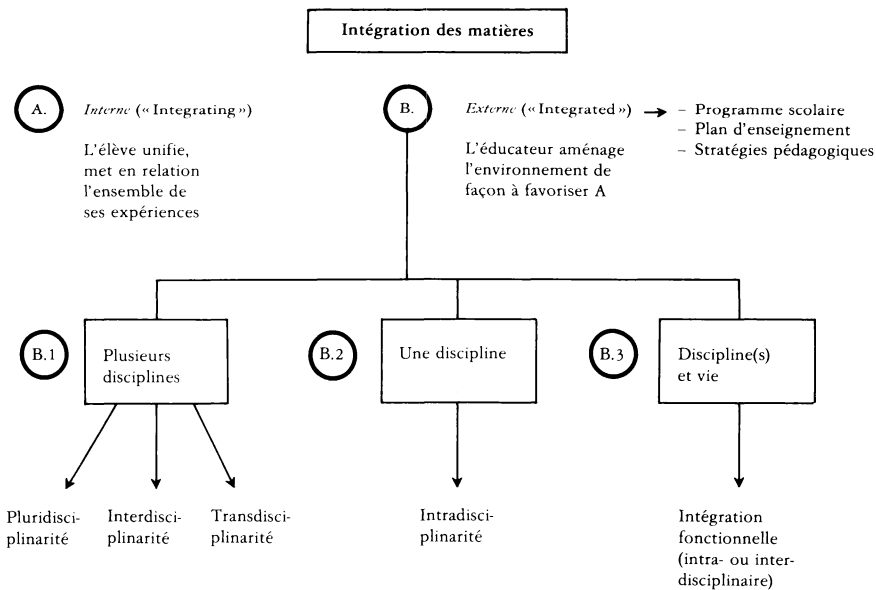 Intégration des matières
A.
Interne (« Integrating »)
L'élève unifie,
met en relation
l'ensemble de
ses expériences
B.
Externe (« Integrated »)
L'éducateur aménage
l'environnement de
façon à favoriser A
– Programme scolaire
– Plan d'enseignement
– Stratégies pédagogiques
B.1
Plusieurs
disciplines
B.2
Une discipline
B.3
Discipline(s)
et vie
Pluridisci-
plinarité
Interdisci-
plinarité
Transdisci-
plinarité
Intradisci-
plinarité
Intégration
fonctionnelle
(intra- ou inter-
disciplinaire)